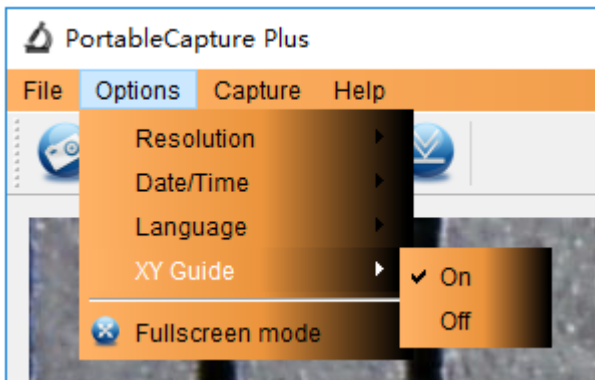 PortableCapture Plus
File Options Capture Help
Resolution
Date/Time
Language
XY Guide
On
Off
Fullscreen mode